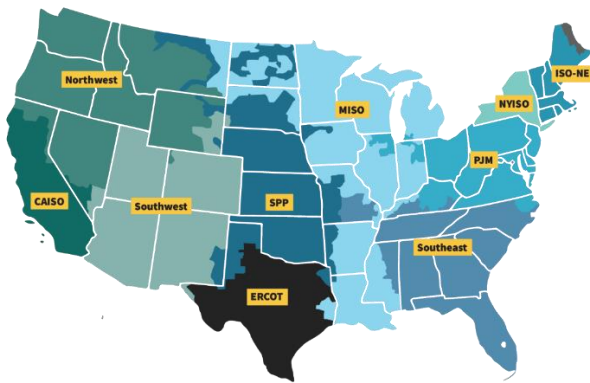 Northwest
MISO
ISO-NE
NYISO
PJM
CAISO
Southwest
SPP
Southeast
ERCOT